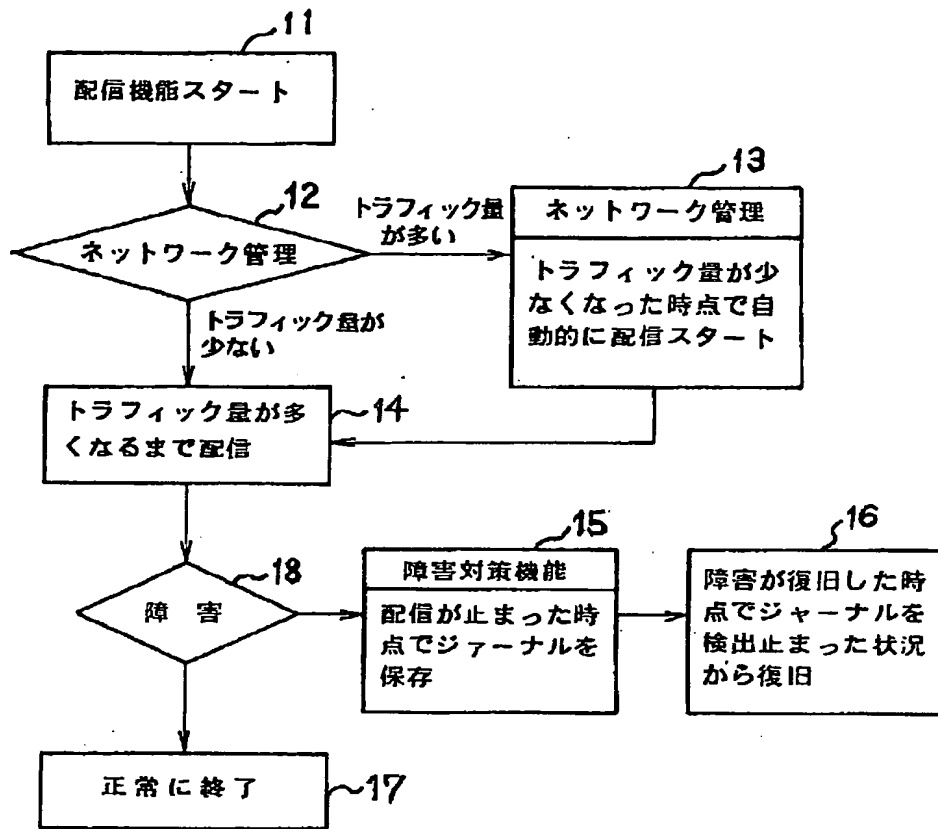 11
配信機能スタート
12
ネットワーク管理
トラフィック量
が多い
13
ネットワーク管理
トラフィック量が少
なくなった時点で自
動的に配信スタート
トラフィック量が
少ない
トラフィック量が多
くなるまで配信
14
18
障害
15
障害対策機能
配信が止まった時
点でジァーナルを
保存
16
障害が復旧した時
点でジャーナルを
検出止まった状況
から復旧
正常に終了
17